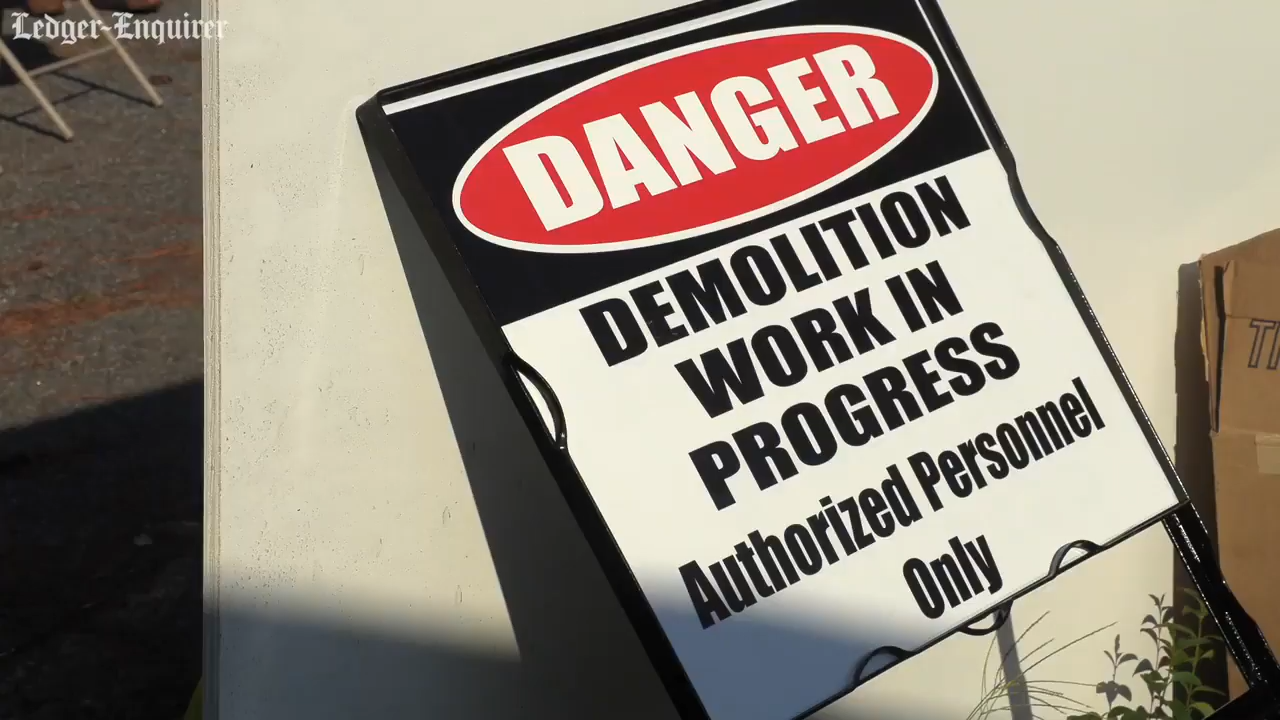 Ledger-Enquirer
DANGER
DEMOLITION
WORK IN
PROGRESS
Authorized Personnel
Only